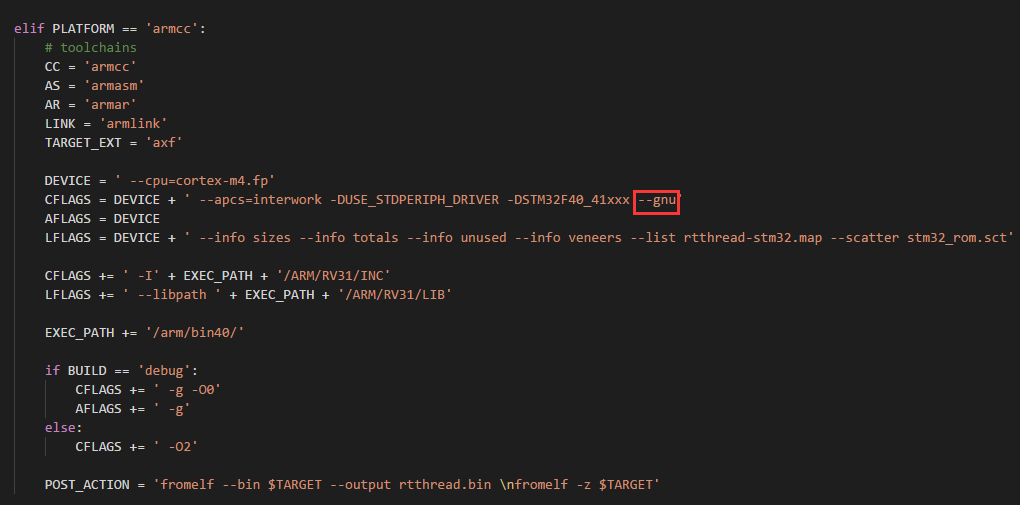 elif PLATFORM == 'armcc':
# toolchains
CC = 'armcc'
AS = 'armasm'
AR = 'armar'
LINK = 'armlink'
TARGET_EXT = 'axf'
DEVICE = ' --cpu=cortex-m4.fp'
CFLAGS = DEVICE + ' --apcs=interwork -DUSE_STDPERIPH_DRIVER -DSTM32F40_41xxx --gnu'
AFLAGS = DEVICE
LFLAGS = DEVICE + ' --info sizes --info totals --info unused --info veneers --list rtthread-stm32.map --scatter stm32_rom.sct'
CFLAGS += ' -I' + EXEC_PATH + '/ARM/RV31/INC'
LFLAGS += ' --libpath ' + EXEC_PATH + '/ARM/RV31/LIB'
EXEC_PATH += '/arm/bin40/'
if BUILD == 'debug':
CFLAGS += ' -g -O0'
AFLAGS += ' -g'
else:
CFLAGS += ' -O2'
POST_ACTION = 'fromelf --bin $TARGET --output rtthread.bin \nfromelf -z $TARGET'